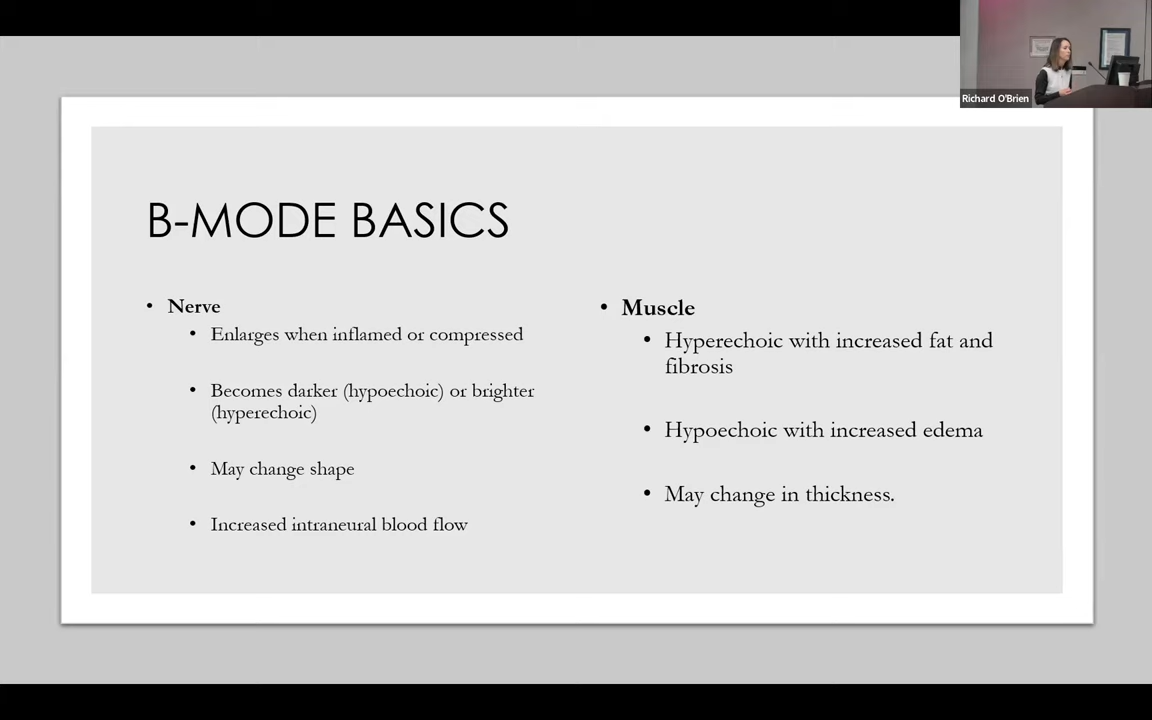 Richard O'Brien
B-MODE BASICS
• Nerve
• Enlarges when inflamed or compressed
• Becomes darker (hypoechoic) or brighter
(hyperechoic)
• May change shape
• Increased intraneural blood flow
• Muscle
• Hyperechoic with increased fat and
fibrosis
• Hypoechoic with increased edema
• May change in thickness.